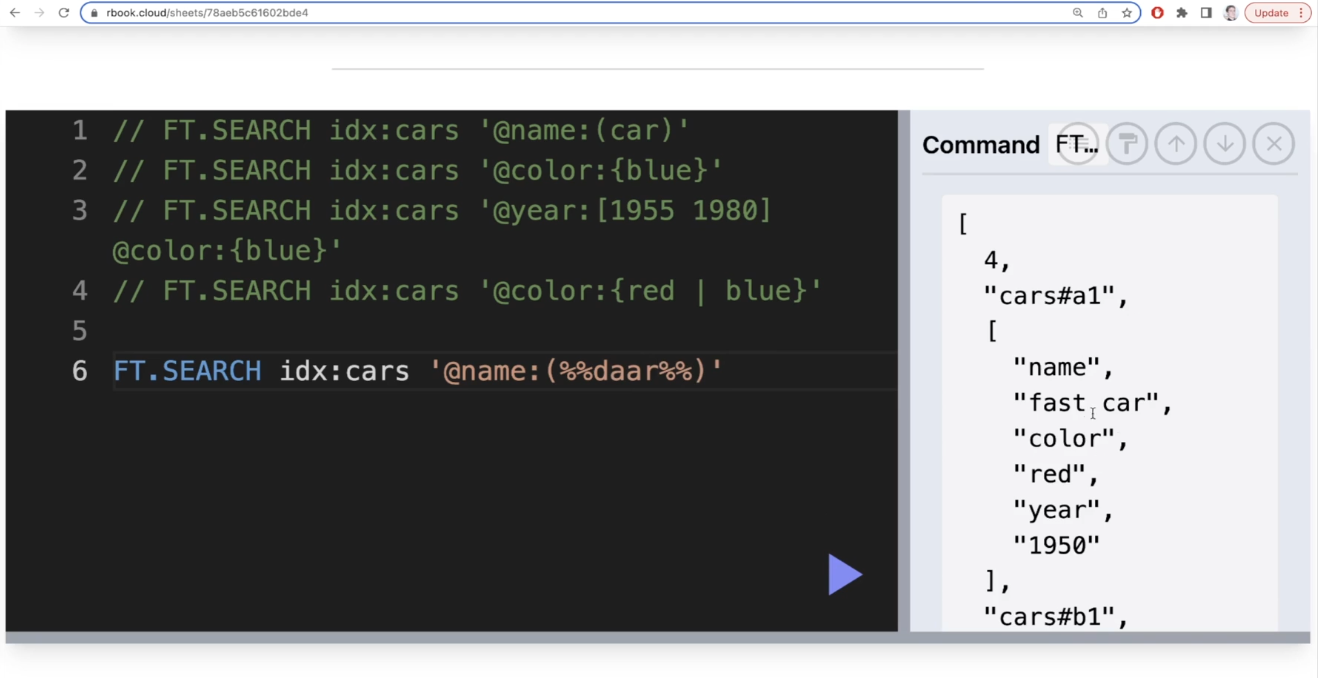 rbook.cloud/sheets/78aeb5c61602bde4
Update
1 // FT.SEARCH idx:cars '@name:(car)'
2 // FT.SEARCH idx:cars '@color:{blue}'
3 // FT.SEARCH idx:cars '@year:[1955 1980]
@color:{blue}'
4 // FT.SEARCH idx:cars '@color:{red | blue}'
5
6 FT.SEARCH idx:cars '@name:(%%daar%%)'
Command FT...
[
4,
"cars#a1",
[
"name",
"fast car",
"color",
"red",
"year",
"1950"
],
"cars#b1",